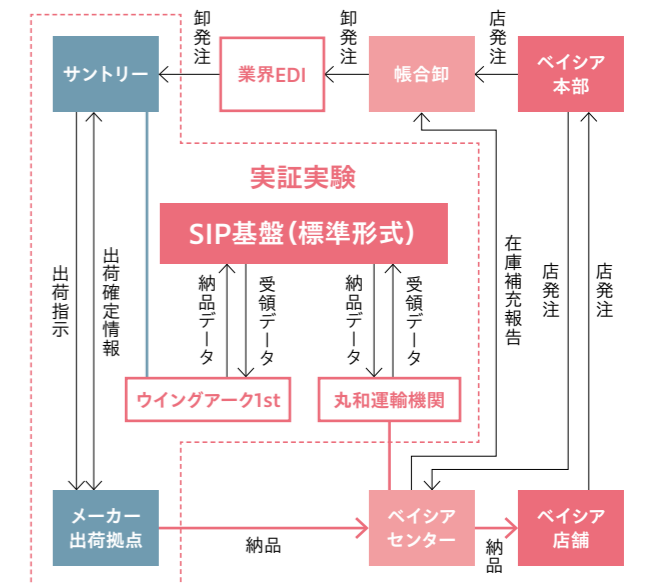 卸発注
卸発注
店発注
サントリー
業界EDI
帳合卸
ベイシア
本部
実証実験
SIP基盤(標準形式)
出荷指示
出荷確定情報
納品データ
受領データ
納品データ
受領データ
在庫補充報告
店発注
店発注
ウイングアーク1st
丸和運輸機関
メーカー
出荷拠点
納品
ベイシア
センター
納品
ベイシア
店舗